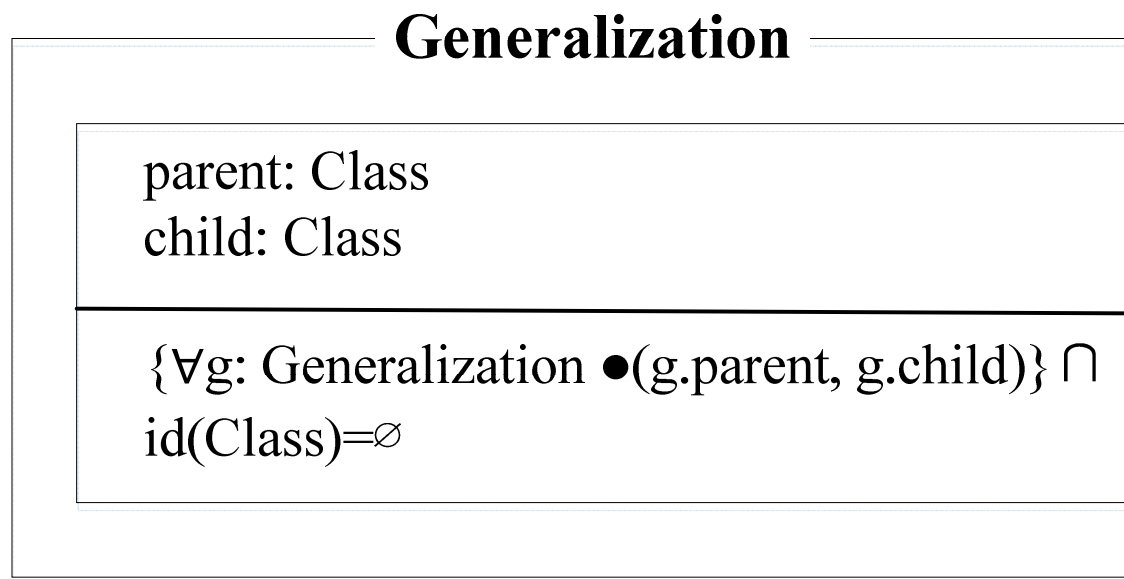 Generalization
parent: Class
child: Class
{∀g: Generalization ●(g.parent, g.child)} ∩
id(Class)=∅